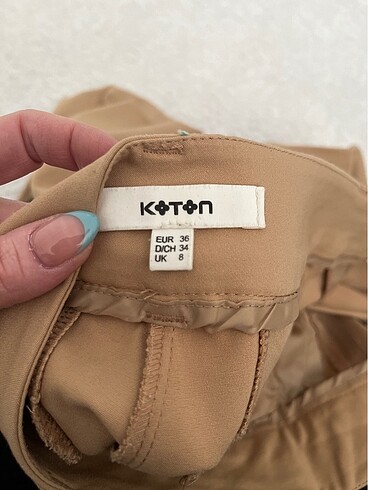 KOTON
EUR 36
D/CH 34
UK 8